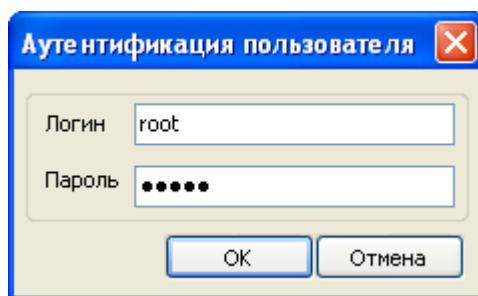 Аутентификация пользователя
Логин root
Пароль ●●●●●
OK Отмена